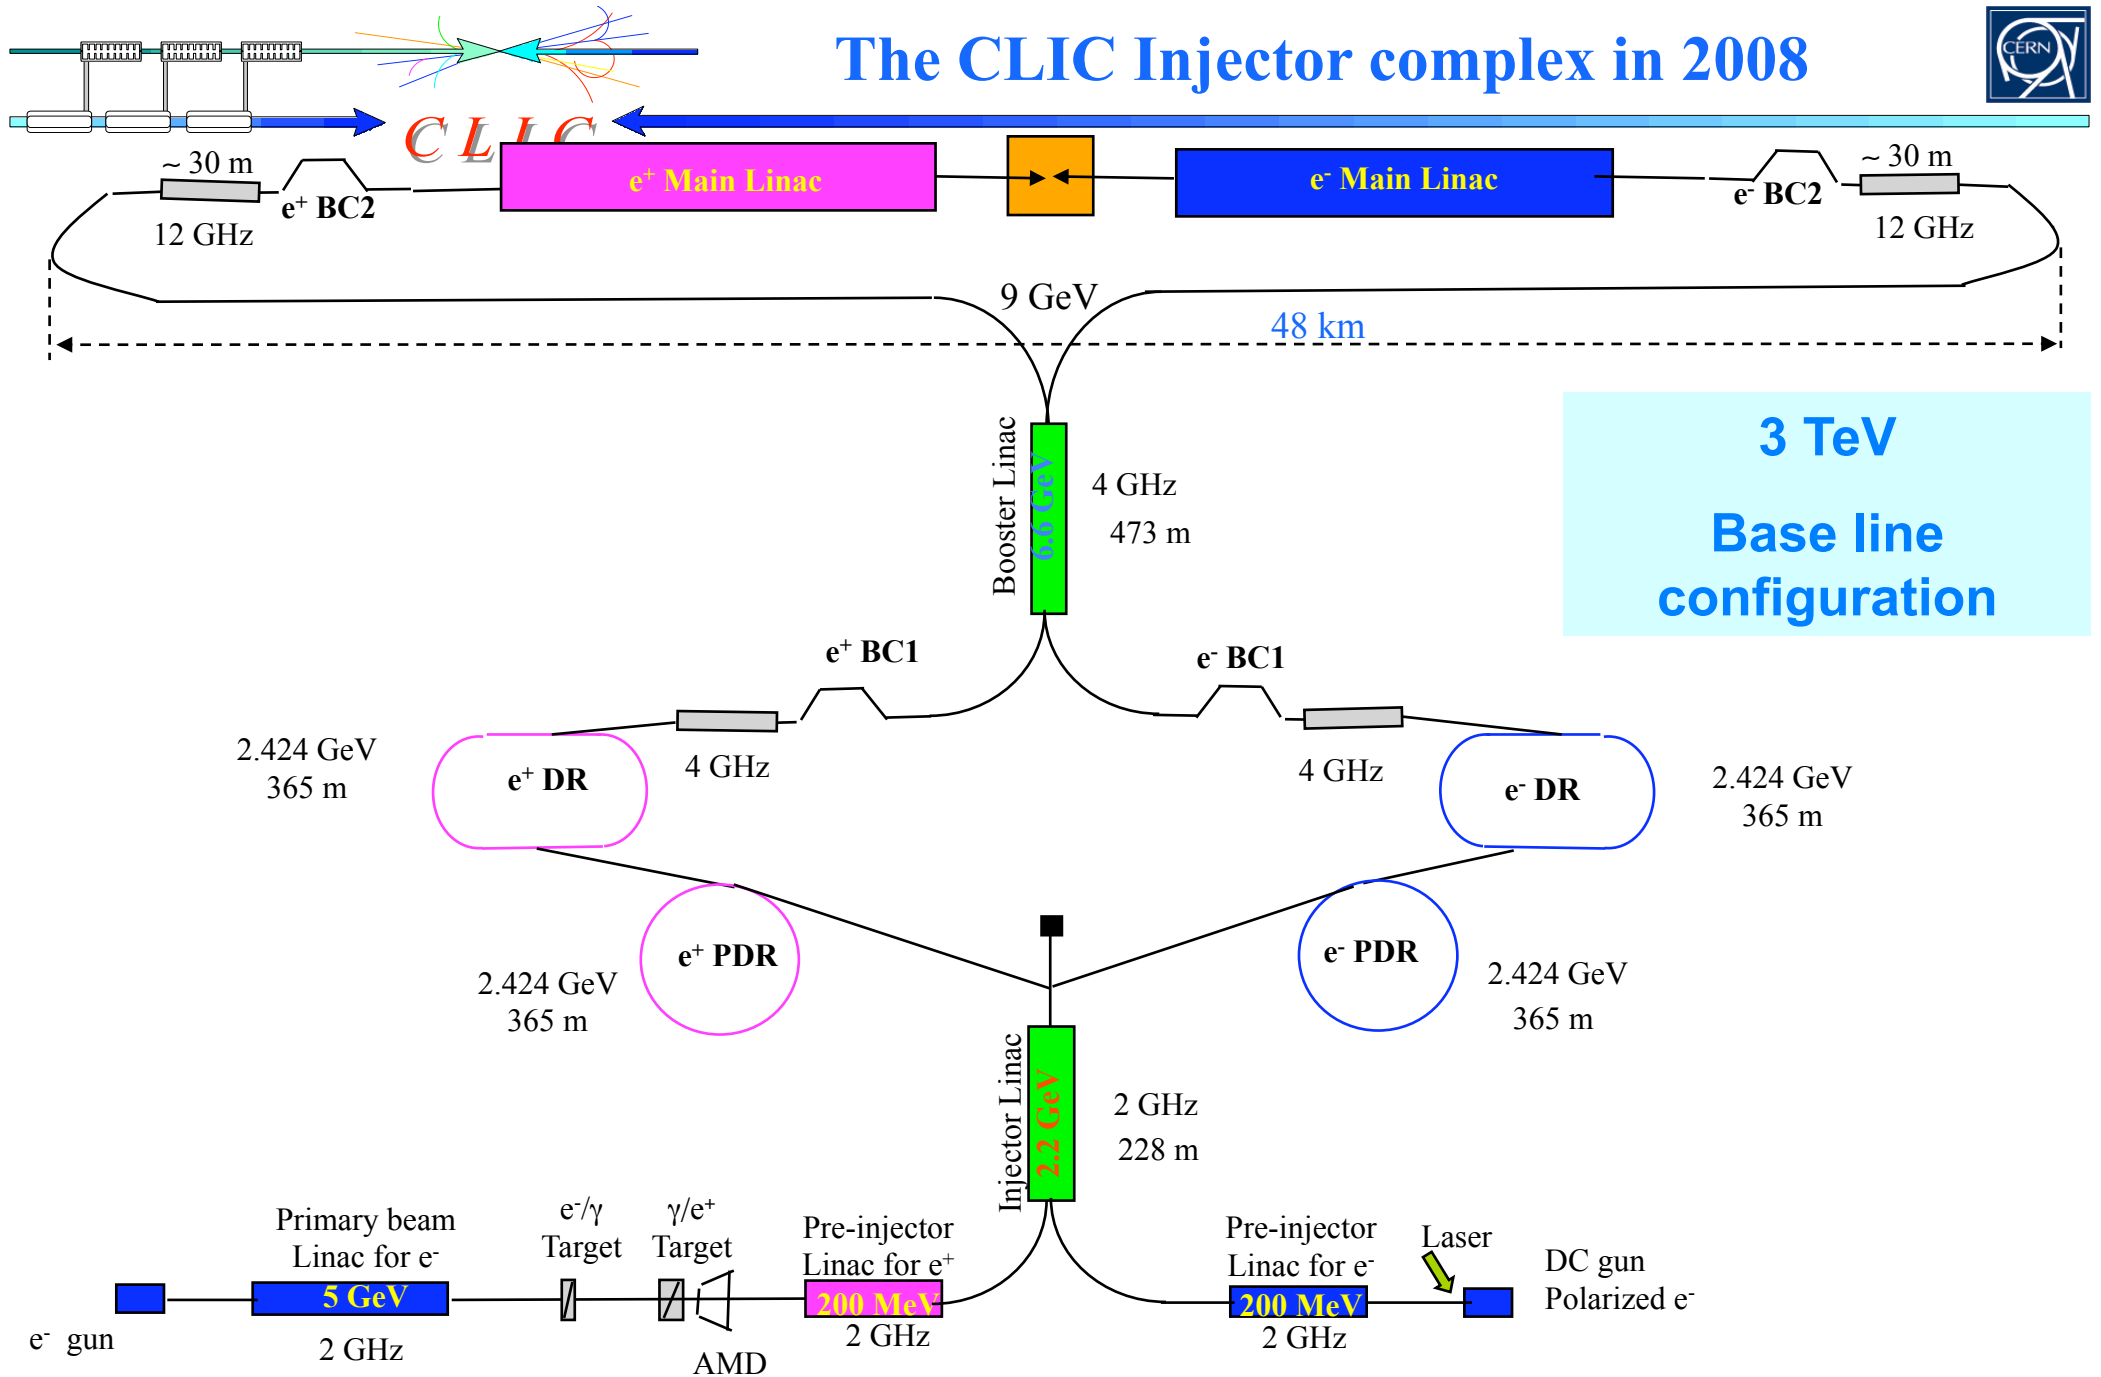 The CLIC Injector complex in 2008
CERN
C L I C
~ 30 m
e⁺ BC2
12 GHz
e⁺ Main Linac
e⁻ Main Linac
~ 30 m
e⁻ BC2
12 GHz
9 GeV
48 km
3 TeV
Base line
configuration
Booster Linac
6.6 GeV
4 GHz
473 m
e⁺ BC1
e⁻ BC1
2.424 GeV
365 m
e⁺ DR
4 GHz
4 GHz
e⁻ DR
2.424 GeV
365 m
e⁺ PDR
2.424 GeV
365 m
e⁻ PDR
2.424 GeV
365 m
Injector Linac
2.2 GeV
2 GHz
228 m
Primary beam
Linac for e⁻
5 GeV
2 GHz
e⁻ gun
e⁻/γ
Target
γ/e⁺
Target
AMD
Pre-injector
Linac for e⁺
200 MeV
2 GHz
Pre-injector
Linac for e⁻
200 MeV
2 GHz
Laser
DC gun
Polarized e⁻